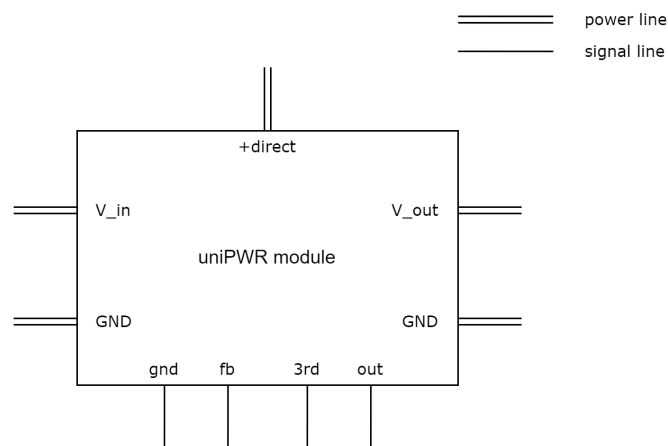 power line
signal line
+direct
V_in
V_out
uniPWR module
GND
GND
gnd fb 3rd out